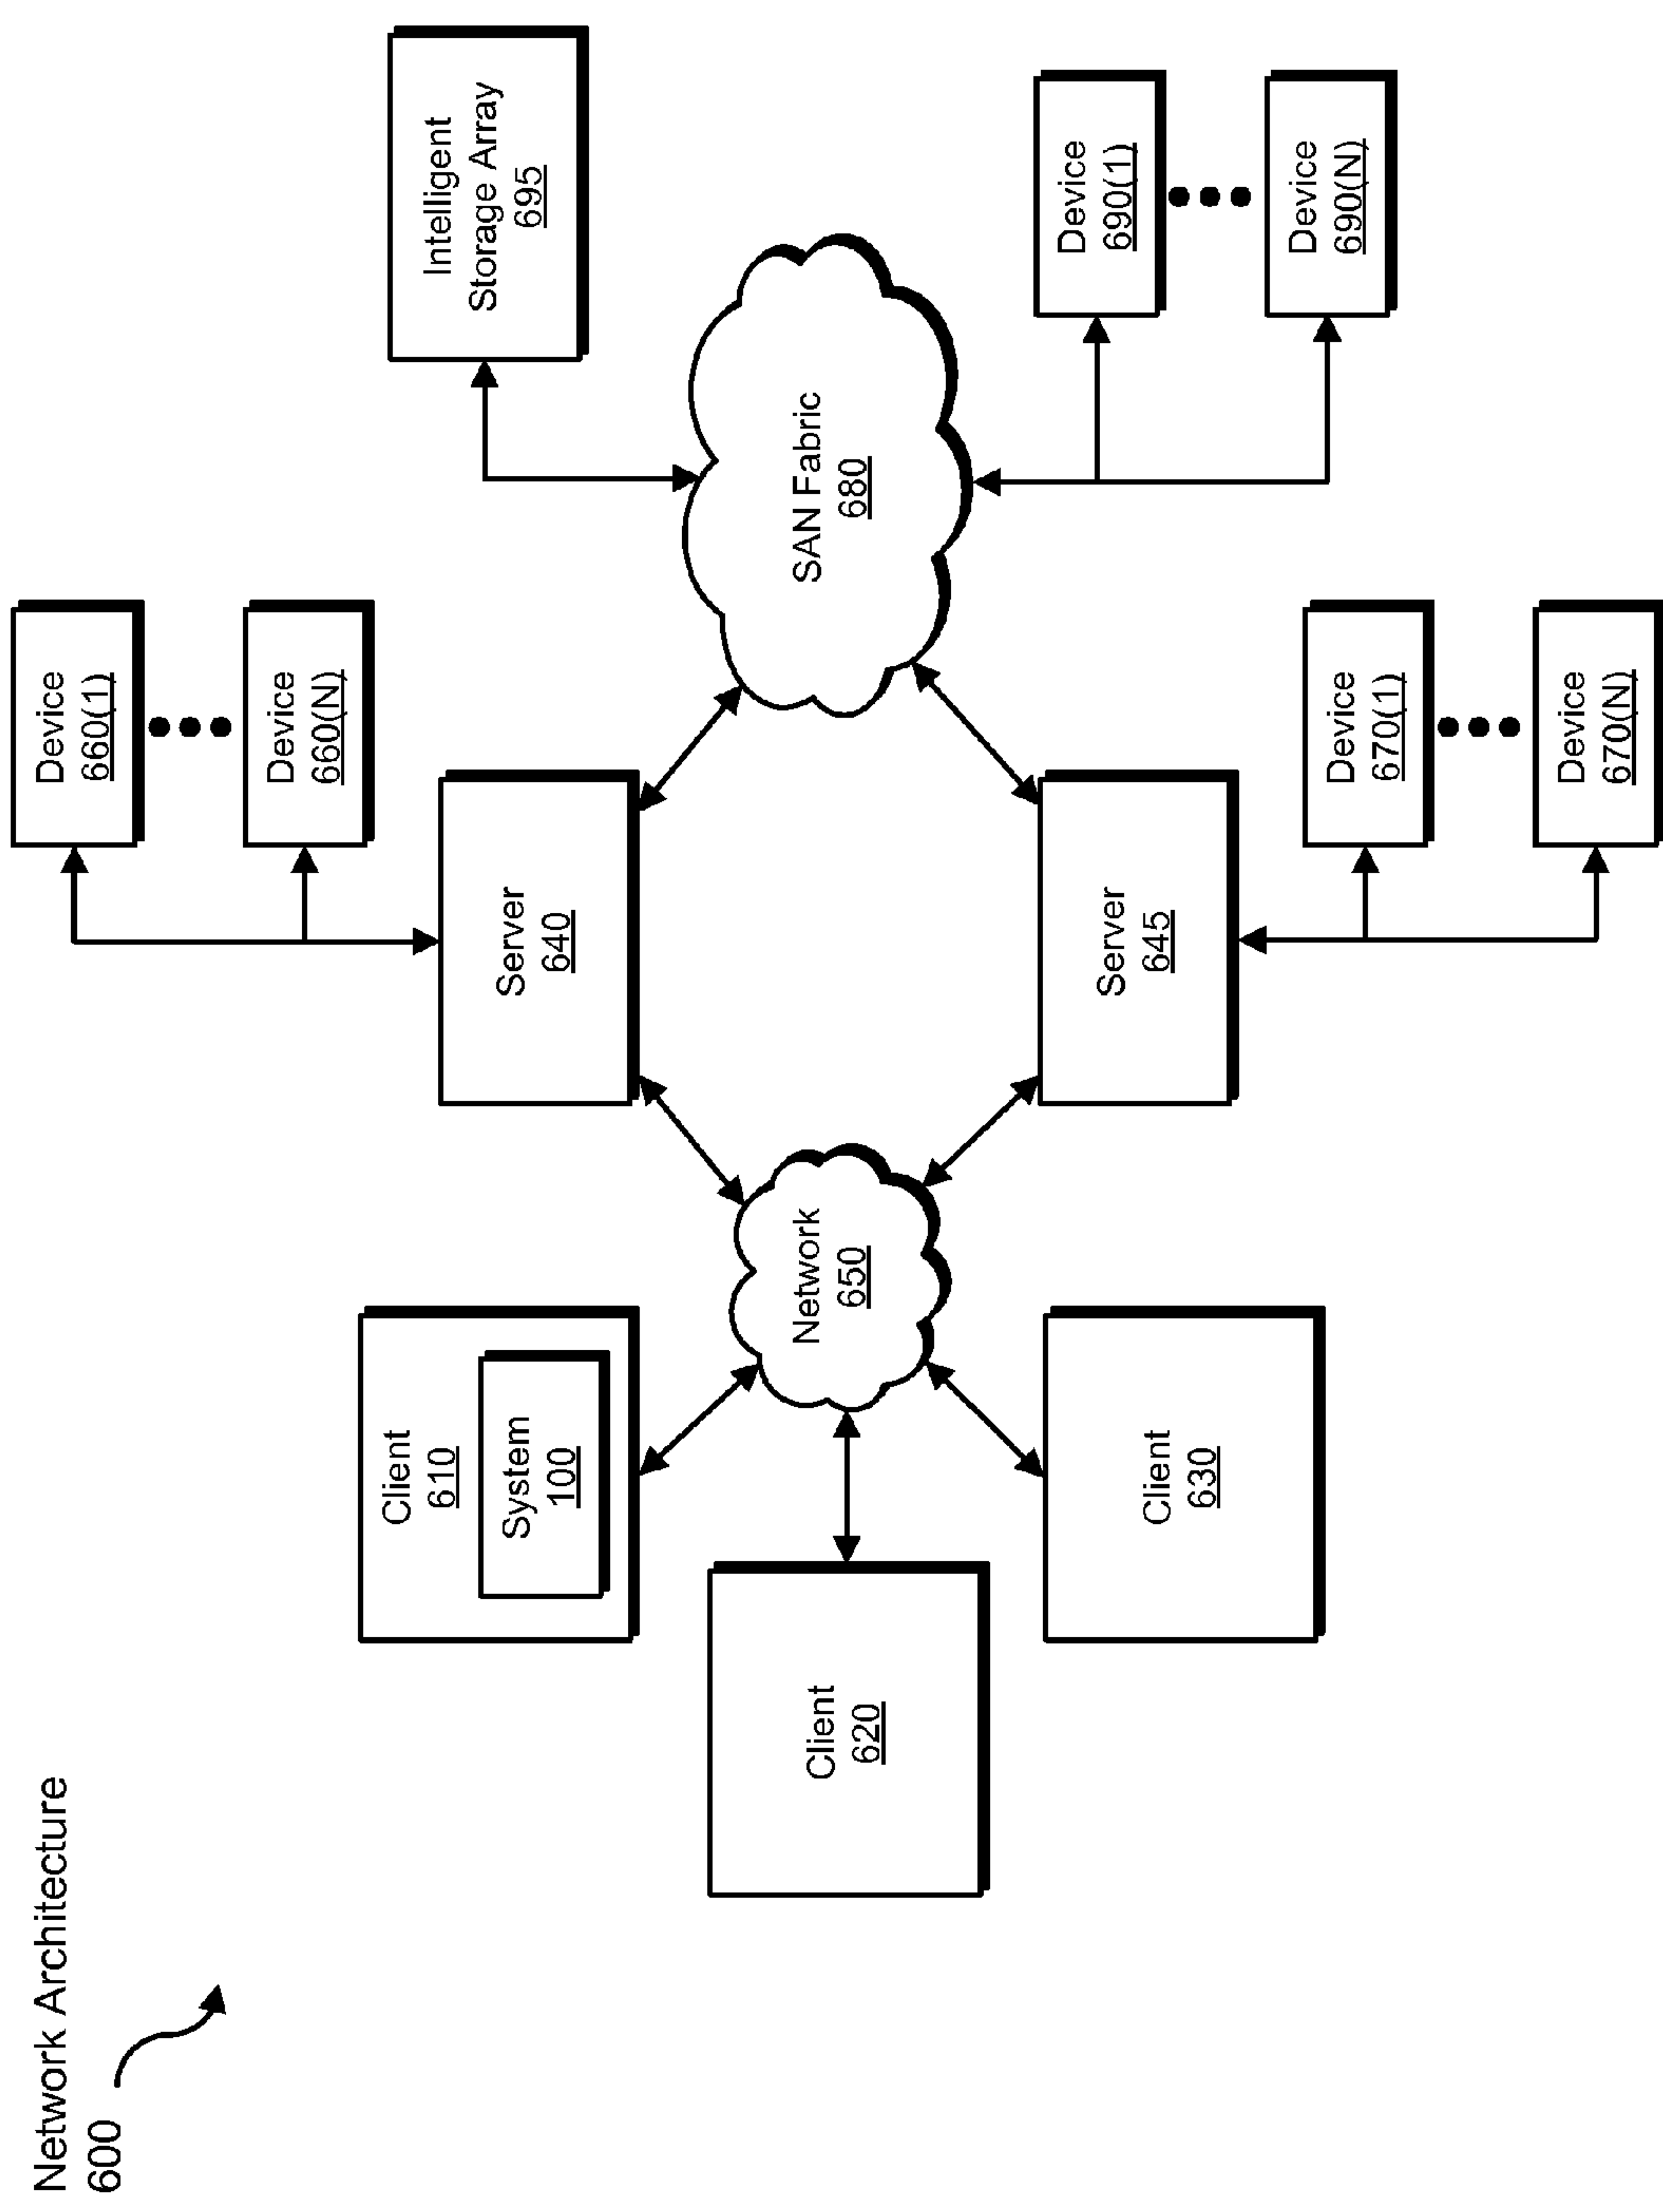 Network Architecture
600
Client
610
System
100
Client
620
Client
630
Network
650
Server
640
Server
645
Device
660(1)
Device
660(N)
Device
670(1)
Device
670(N)
SAN Fabric
680
Intelligent
Storage Array
695
Device
690(1)
Device
690(N)